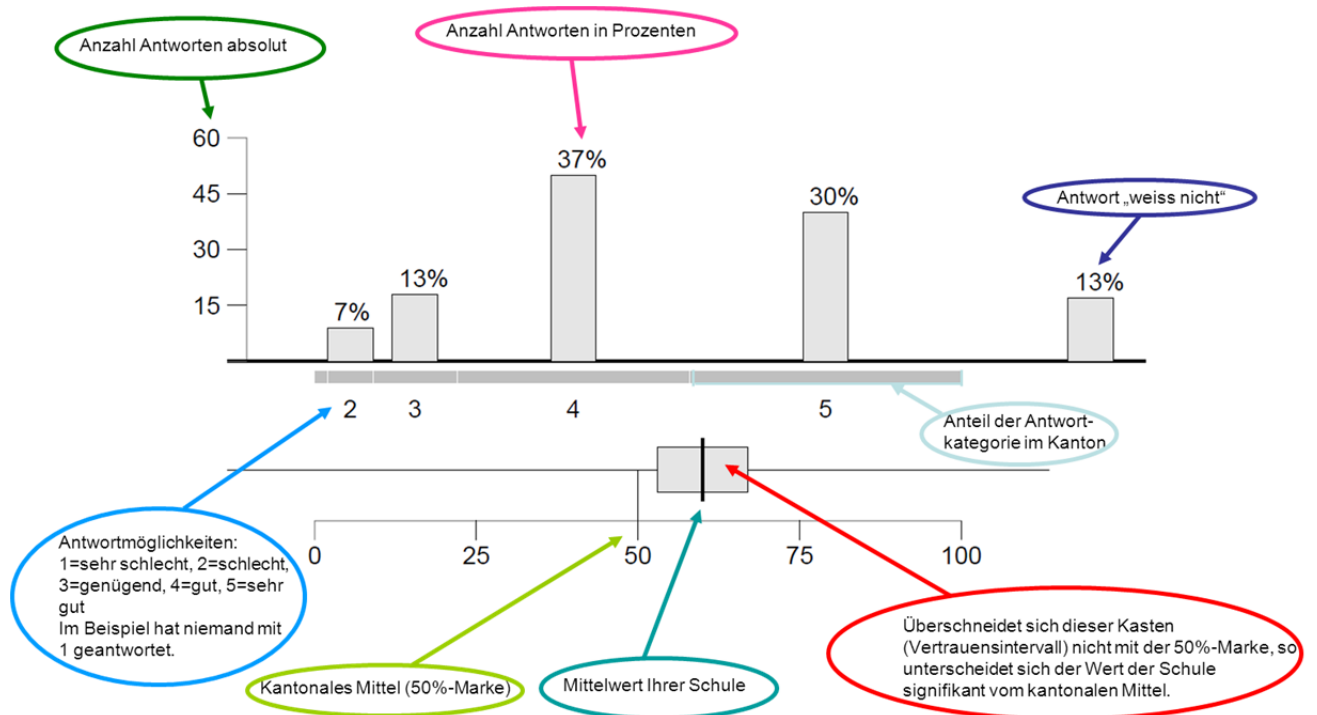 Anzahl Antworten absolut
Anzahl Antworten in Prozenten
60
45
30
15
7%
13%
37%
30%
13%
Antwort „weiss nicht“
2
3
4
5
Anteil der Antwort-
kategorie im Kanton
0
25
50
75
100
Antwortmöglichkeiten:
1=sehr schlecht, 2=schlecht,
3=genügend, 4=gut, 5=sehr
gut
Im Beispiel hat niemand mit
1 geantwortet.
Kantonales Mittel (50%-Marke)
Mittelwert Ihrer Schule
Überschneidet sich dieser Kasten
(Vertrauensintervall) nicht mit der 50%-Marke, so
unterscheidet sich der Wert der Schule
signifikant vom kantonalen Mittel.